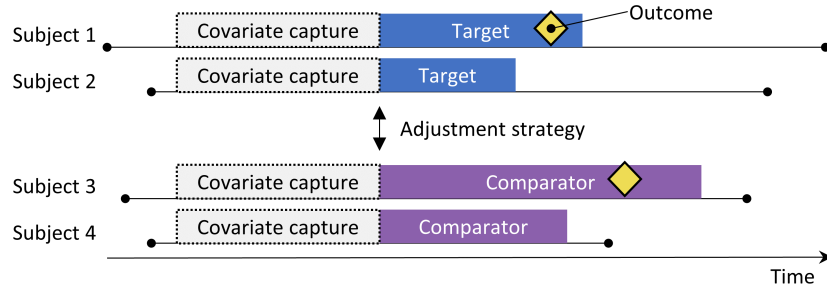 Outcome
Subject 1 Covariate capture Target
Subject 2 Covariate capture Target
Adjustment strategy
Subject 3 Covariate capture Comparator
Subject 4 Covariate capture Comparator
Time